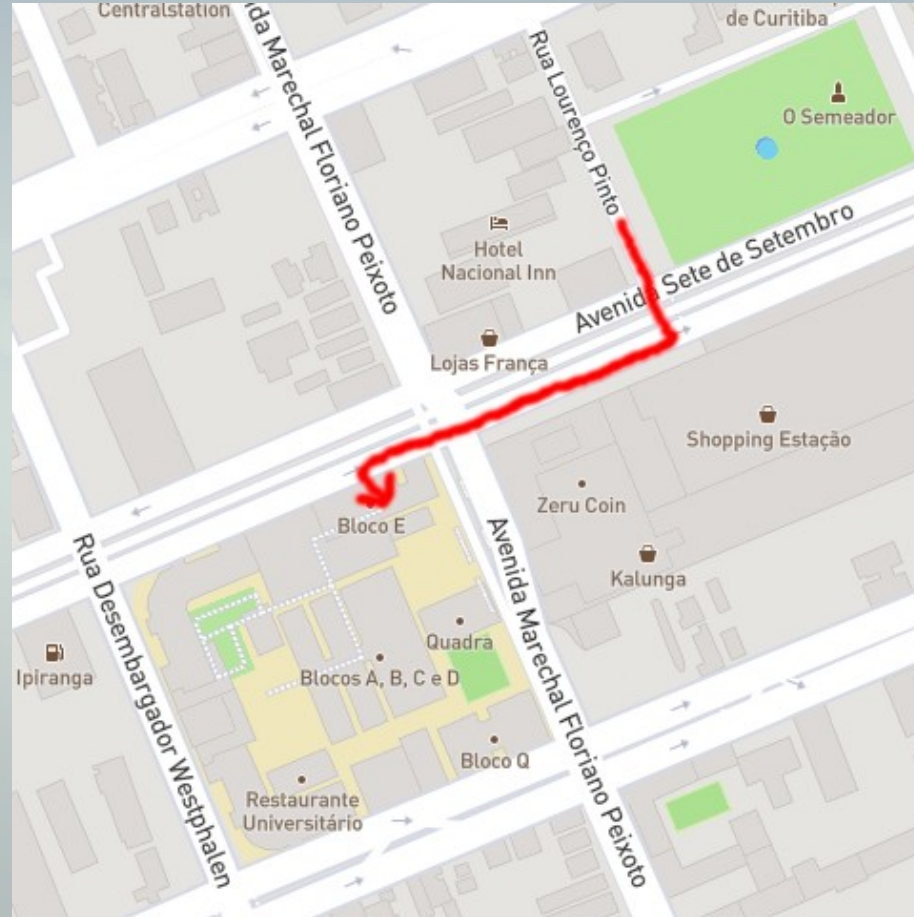 Centralstation
de Curitiba
nida Marechal Floriano Peixoto
Rua Lourenço Pinto
O Semeador
Hotel
Nacional Inn
Avenida Sete de Setembro
Lojas França
Shopping Estação
Zeru Coin
Bloco E
Avenida Marechal Floriano Peixoto
Kalunga
Rua Desembargador Westphalen
Quadra
Ipiranga
Blocos A, B, C e D
Bloco Q
Restaurante
Universitário